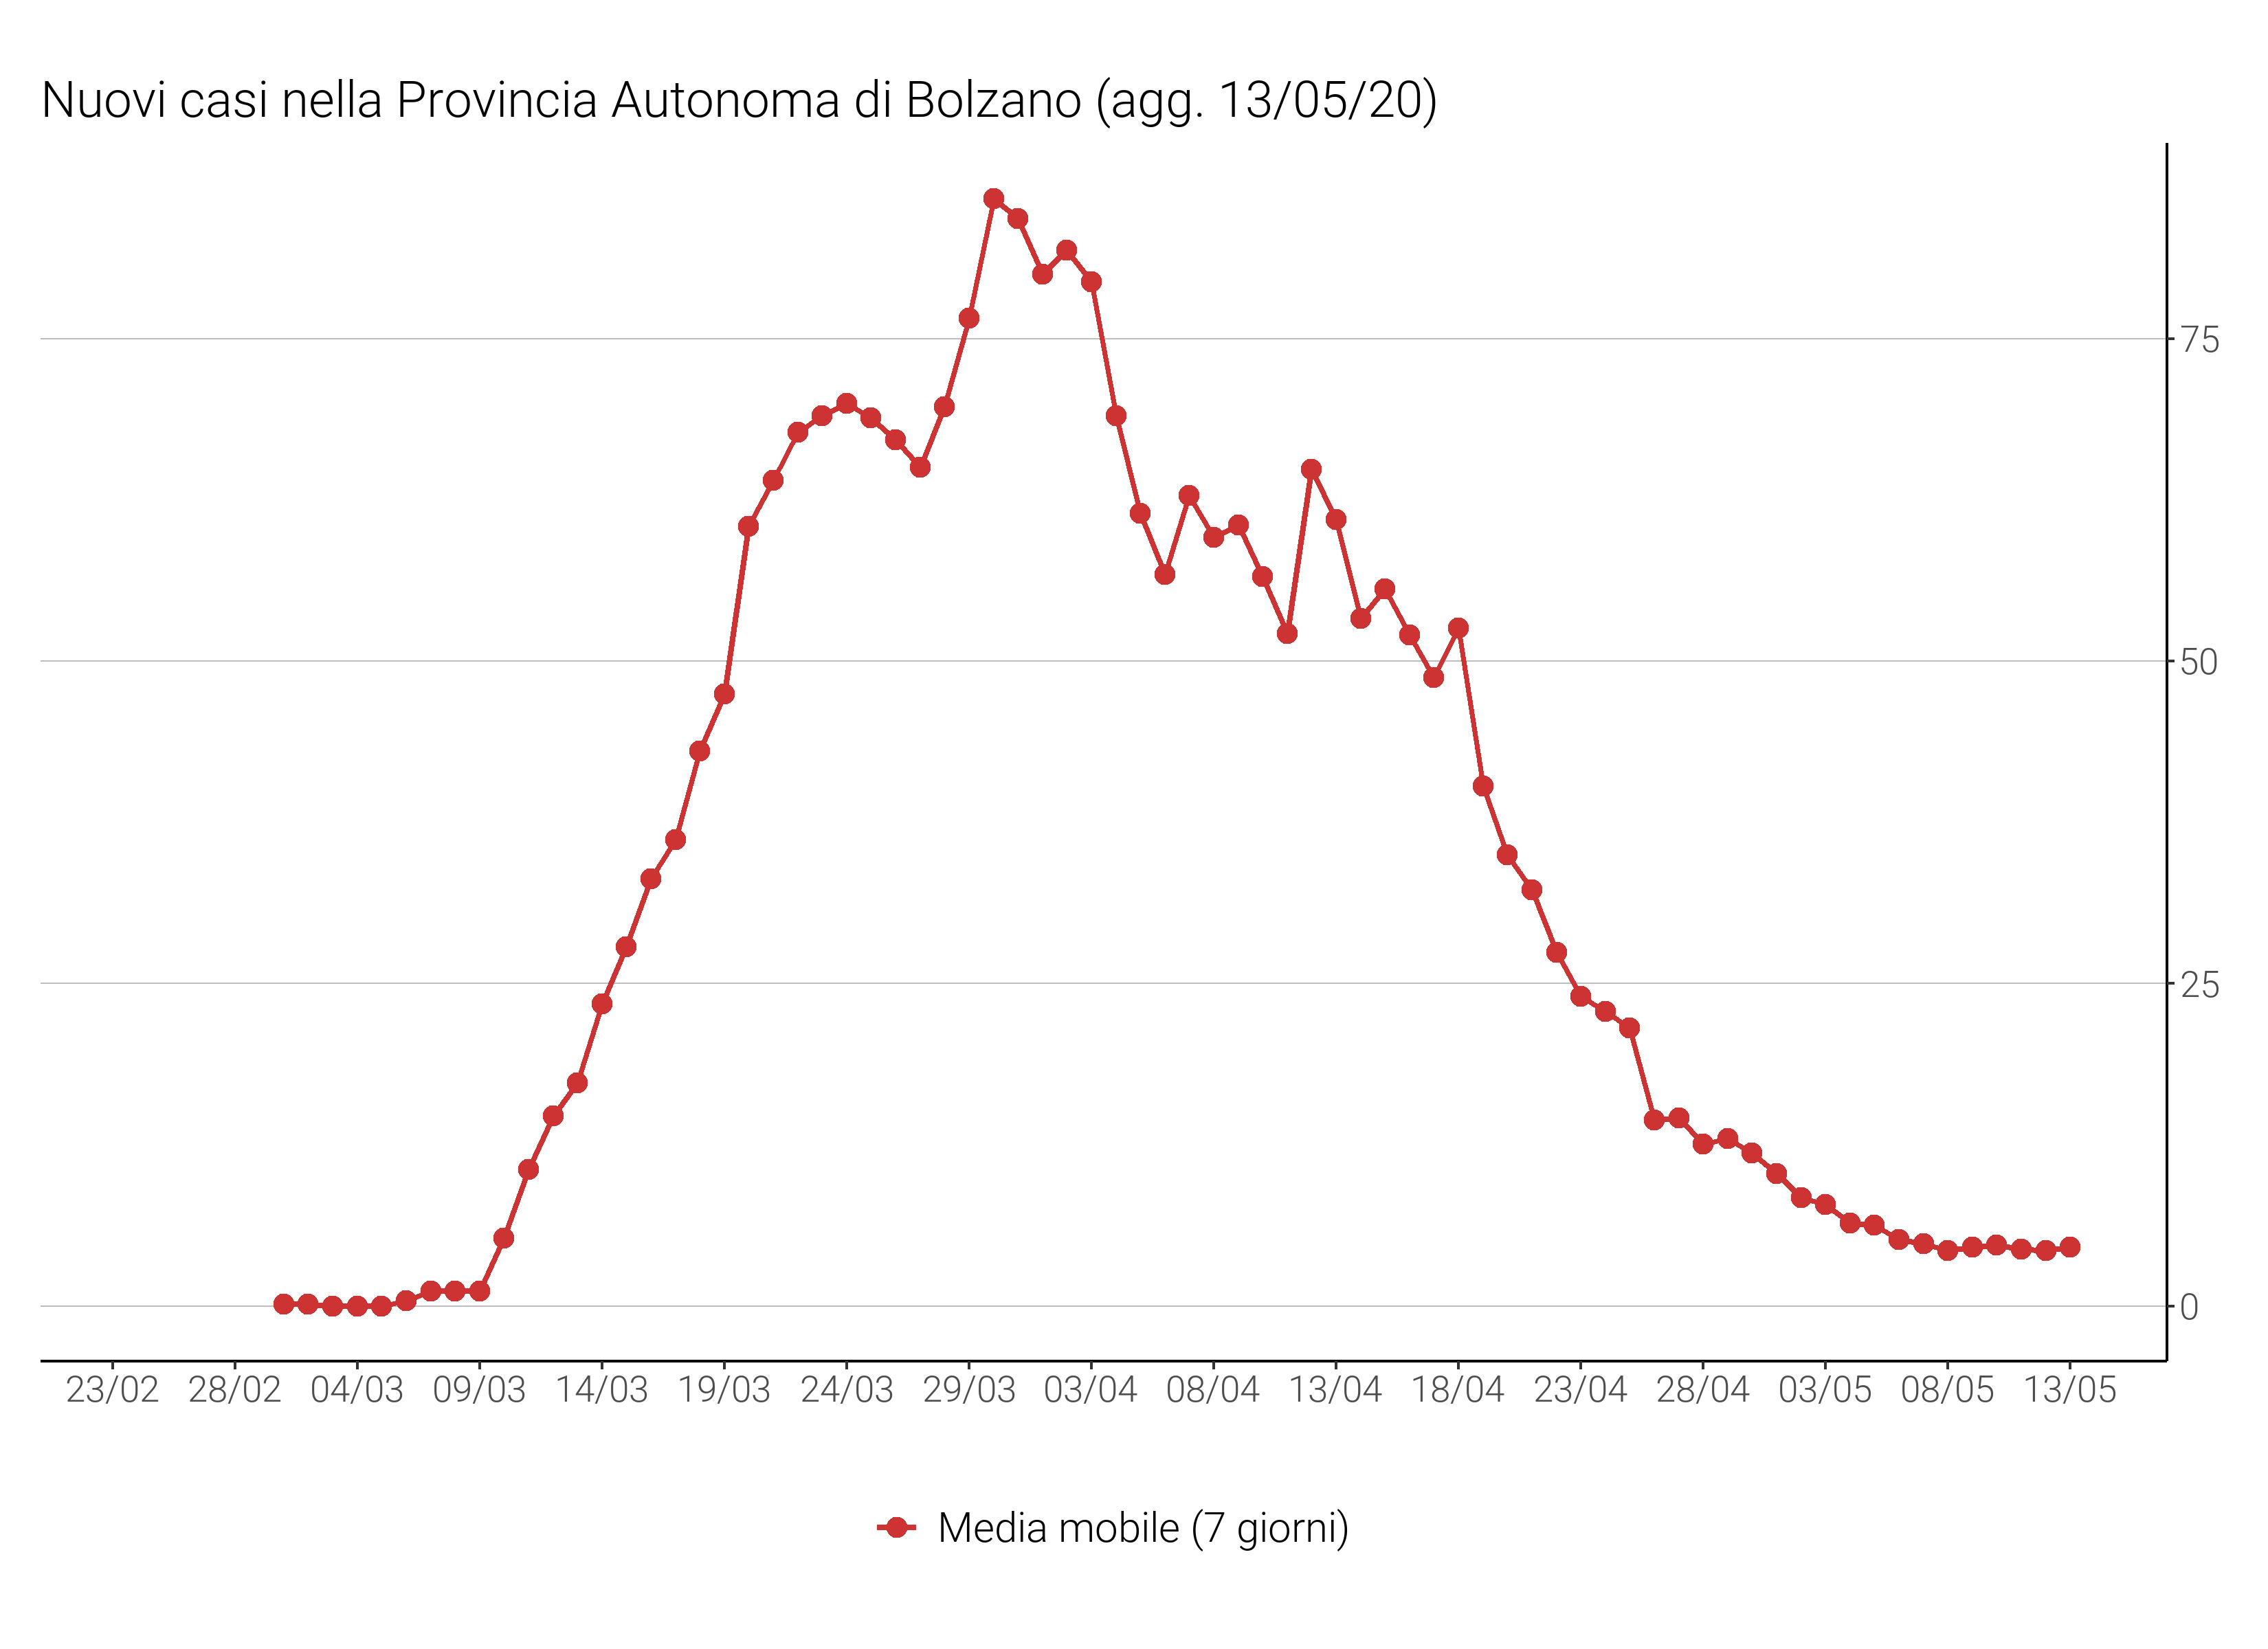 Nuovi casi nella Provincia Autonoma di Bolzano (agg. 13/05/20)
75
50
25
0
23/02 28/02 04/03 09/03 14/03 19/03 24/03 29/03 03/04 08/04 13/04 18/04 23/04 28/04 03/05 08/05 13/05
Media mobile (7 giorni)